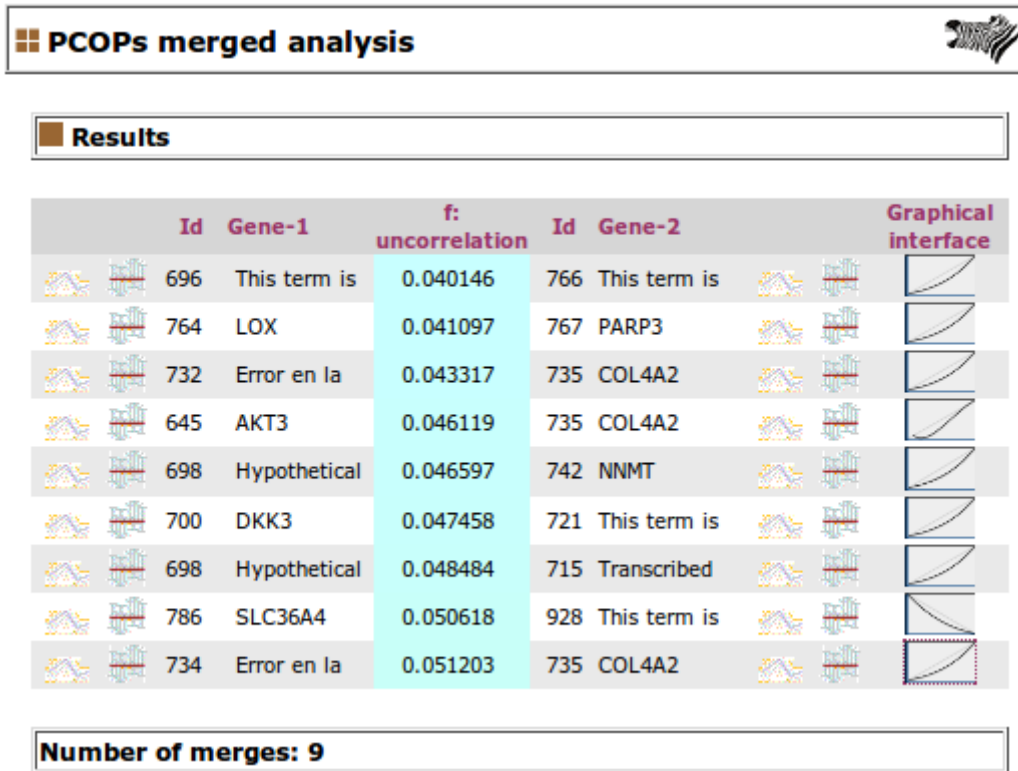 PCOPs merged analysis
Results
Id Gene-1 f: uncorrelation Id Gene-2 Graphical interface
696 This term is 0.040146 766 This term is
764 LOX 0.041097 767 PARP3
732 Error en la 0.043317 735 COL4A2
645 AKT3 0.046119 735 COL4A2
698 Hypothetical 0.046597 742 NNMT
700 DKK3 0.047458 721 This term is
698 Hypothetical 0.048484 715 Transcribed
786 SLC36A4 0.050618 928 This term is
734 Error en la 0.051203 735 COL4A2
Number of merges: 9